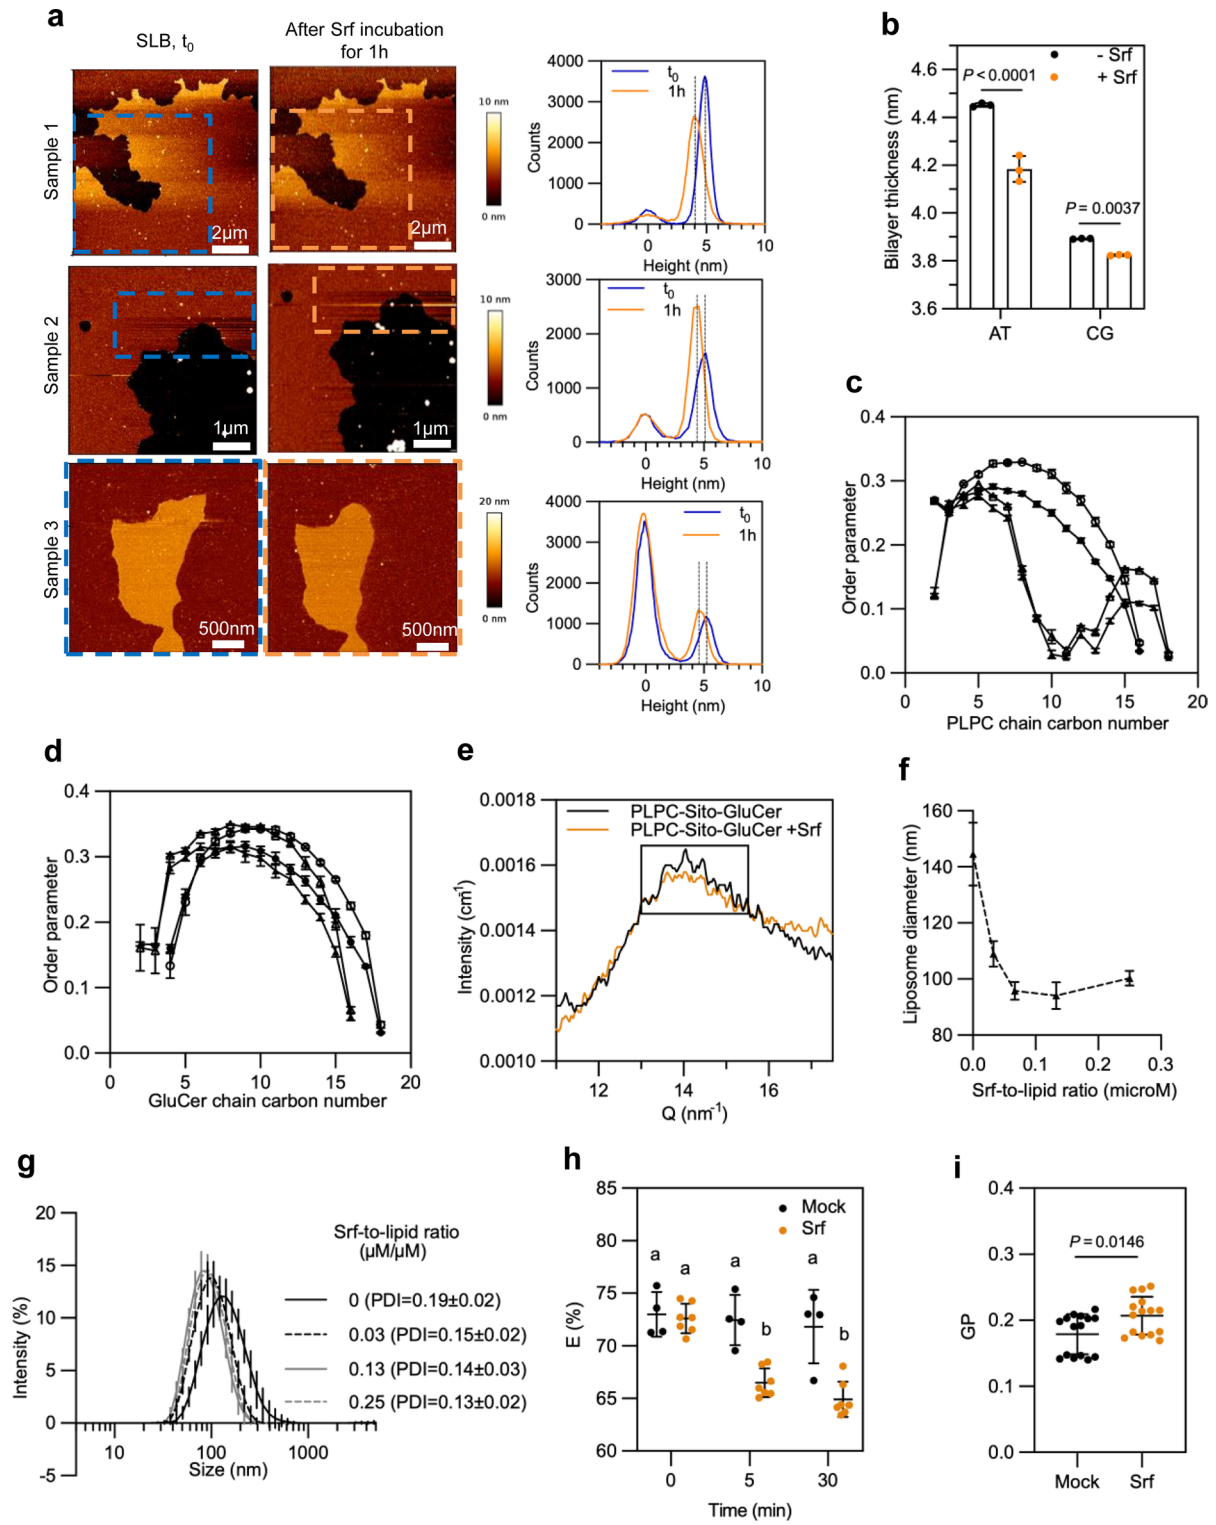 a
SLB, t0
After Srf incubation
for 1h
Sample 1
2µm
2µm
10 nm
0 nm
Counts
4000
3000
2000
1000
0
t0
1h
0
5
10
Height (nm)
Sample 2
1µm
1µm
10 nm
0 nm
Counts
3000
2000
1000
0
t0
1h
0
5
10
Height (nm)
Sample 3
500nm
500nm
20 nm
0 nm
Counts
4000
3000
2000
1000
0
t0
1h
0
5
10
Height (nm)
b
Bilayer thickness (nm)
4.6
4.4
4.2
4.0
3.8
3.6
- Srf
+ Srf
P < 0.0001
P = 0.0037
AT
CG
c
Order parameter
0.4
0.3
0.2
0.1
0.0
0
5
10
15
20
PLPC chain carbon number
d
Order parameter
0.4
0.3
0.2
0.1
0.0
0
5
10
15
20
GluCer chain carbon number
e
Intensity (cm-1)
0.0018
0.0016
0.0014
0.0012
0.0010
PLPC-Sito-GluCer
PLPC-Sito-GluCer +Srf
12
14
16
Q (nm-1)
f
Liposome diameter (nm)
160
140
120
100
80
0.0
0.1
0.2
0.3
Srf-to-lipid ratio (microM)
g
Intensity (%)
20
15
10
5
0
-5
10
100
1000
Size (nm)
Srf-to-lipid ratio
(µM/µM)
0 (PDI=0.19±0.02)
0.03 (PDI=0.15±0.02)
0.13 (PDI=0.14±0.03)
0.25 (PDI=0.13±0.02)
h
E (%)
85
80
75
70
65
60
Mock
Srf
a
a
a
b
a
b
0
5
30
Time (min)
i
GP
0.4
0.3
0.2
0.1
0.0
P = 0.0146
Mock
Srf